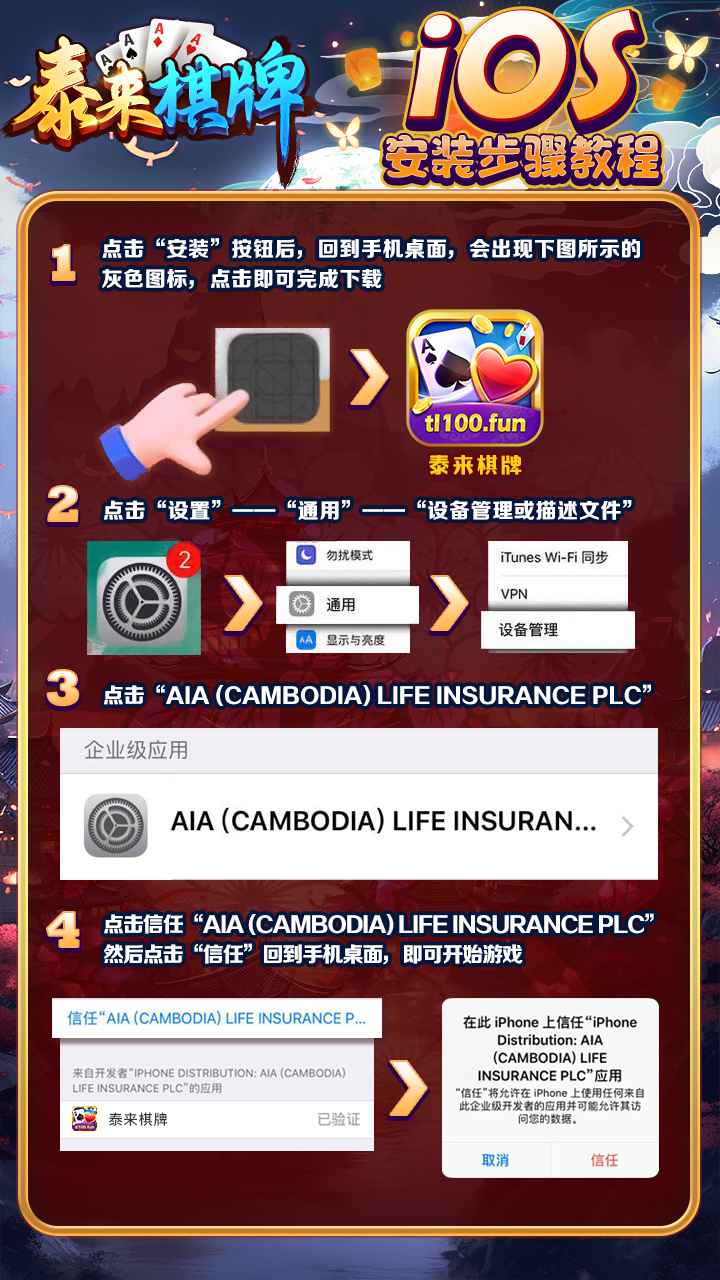 泰来棋牌
iOS
安装步骤教程
1
点击“安装”按钮后，回到手机桌面，会出现下图所示的
灰色图标，点击即可完成下载
A A A A
A
tl100.fun
泰来棋牌
2
点击“设置”——“通用”——“设备管理或描述文件”
2
勿扰模式
通用
AA 显示与亮度
iTunes Wi-Fi 同步
VPN
设备管理
3
点击“AIA (CAMBODIA) LIFE INSURANCE PLC”
企业级应用
AIA (CAMBODIA) LIFE INSURAN...
4
点击信任“AIA (CAMBODIA) LIFE INSURANCE PLC”
然后点击“信任”回到手机桌面，即可开始游戏
信任“AIA (CAMBODIA) LIFE INSURANCE P...
来自开发者“IPHONE DISTRIBUTION: AIA (CAMBODIA)
LIFE INSURANCE PLC”的应用
tl100.fun
泰来棋牌 已验证
在此 iPhone 上信任“iPhone
Distribution: AIA
(CAMBODIA) LIFE
INSURANCE PLC”应用
“信任”将允许在 iPhone 上使用任何来自
此企业级开发者的应用并可能允许其访
问您的数据。
取消 信任